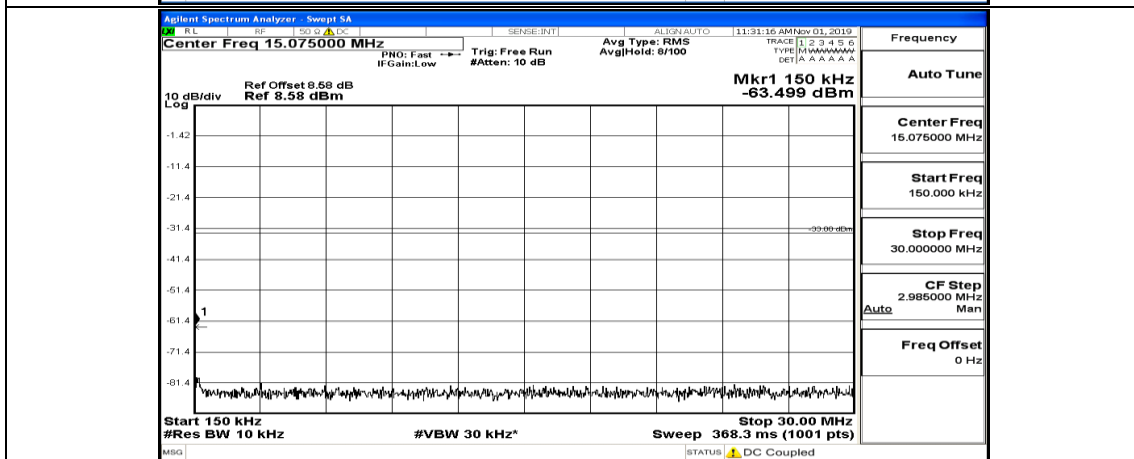 Agilent Spectrum Analyzer - Swept SA
LXI RL RF 50 Ω DC SENSE:INT ALIGN AUTO 11:31:16 AM Nov 01, 2019
Center Freq 15.075000 MHz
PNO: Fast
IFGain:Low
Trig: Free Run
#Atten: 10 dB
Avg Type: RMS
Avg|Hold: 8/100
TRACE 1 2 3 4 5 6
TYPE M WWWWW
DET A A A A A A
Mkr1 150 kHz
-63.499 dBm
Ref Offset 8.58 dB
Ref 8.58 dBm
10 dB/div
Log
-1.42
-11.4
-21.4
-31.4
-33.00 dBm
-41.4
-51.4
-61.4
1
-71.4
-81.4
Start 150 kHz
Stop 30.00 MHz
#Res BW 10 kHz
#VBW 30 kHz*
Sweep 368.3 ms (1001 pts)
MSG
STATUS DC Coupled
Frequency
Auto Tune
Center Freq
15.075000 MHz
Start Freq
150.000 kHz
Stop Freq
30.000000 MHz
CF Step
2.985000 MHz
Auto Man
Freq Offset
0 Hz